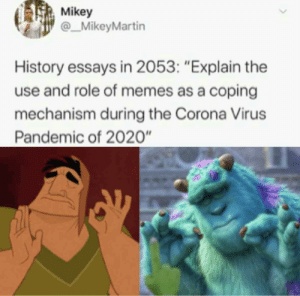 Mikey
@__MikeyMartin
History essays in 2053: "Explain the
use and role of memes as a coping
mechanism during the Corona Virus
Pandemic of 2020"